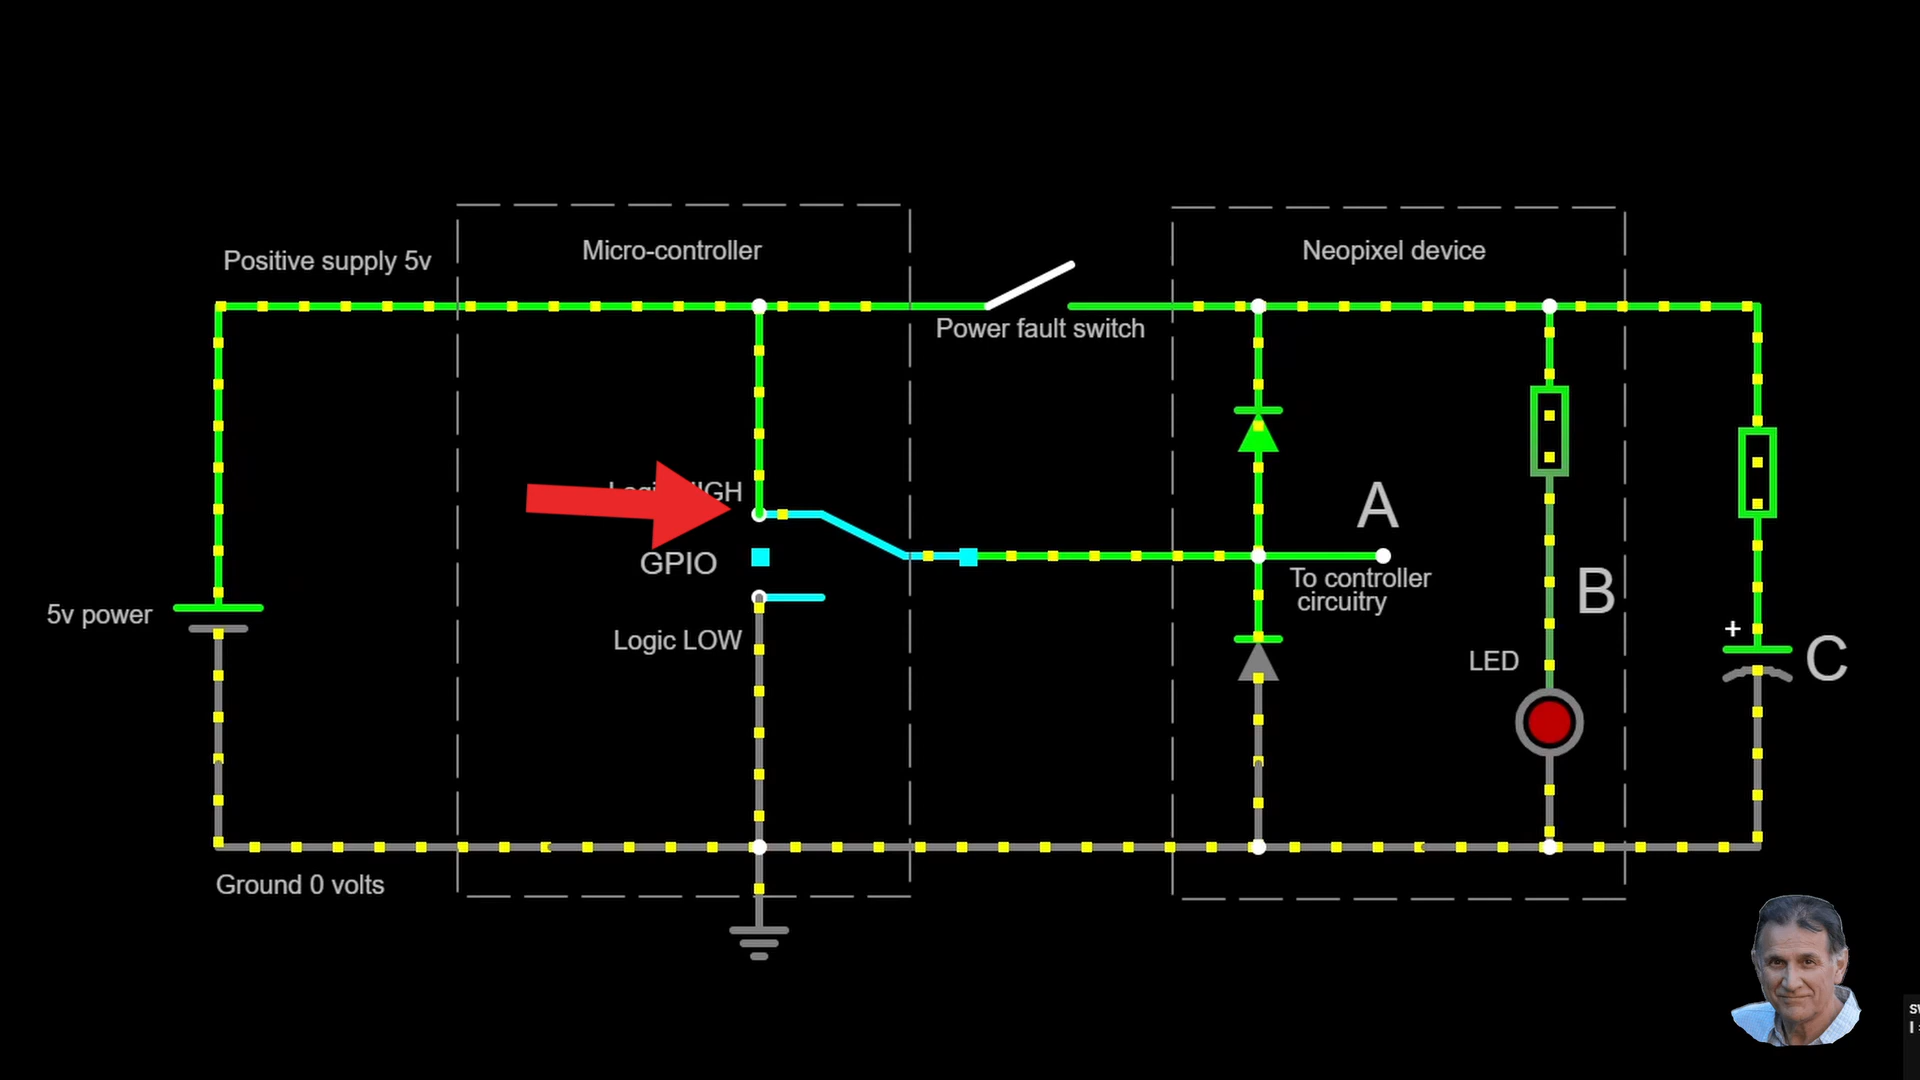 Micro-controller
Neopixel device
Positive supply 5v
Power fault switch
A
GPIO
To controller
circuitry
B
5v power
+
Logic LOW
LED
C
Ground 0 volts